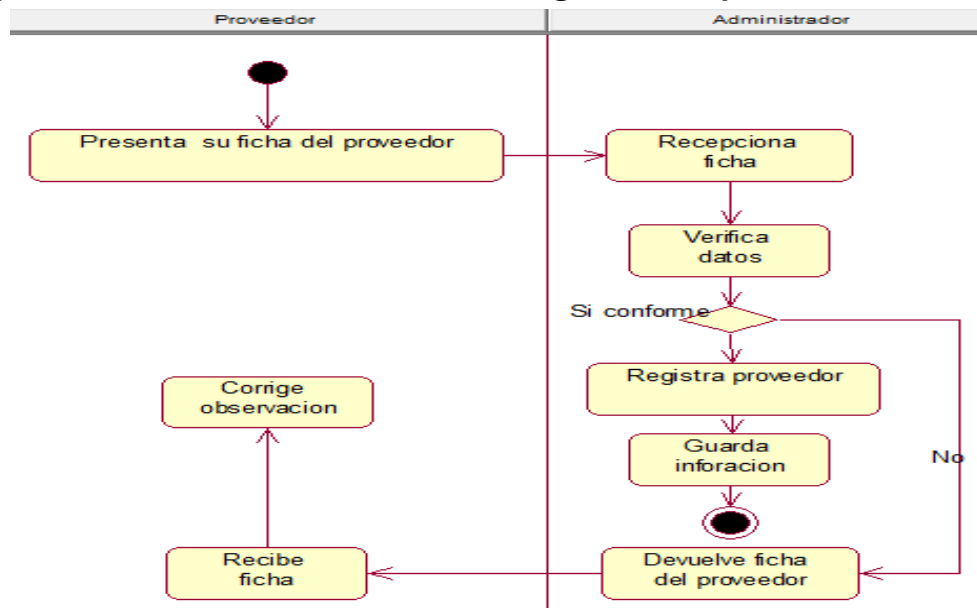 Proveedor
Administrador
Presenta su ficha del proveedor
Recepciona
ficha
Verifica
datos
Si conforme
Registra proveedor
Corrige
observacion
Guarda
inforacion
No
Recibe
ficha
Devuelve ficha
del proveedor